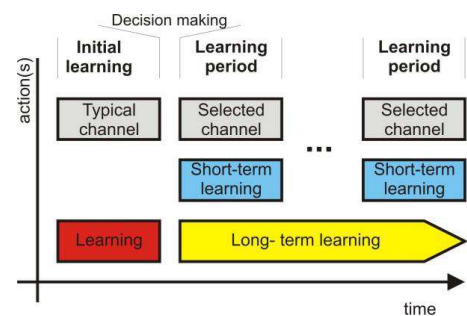 Decision making
Initial
learning
Learning
period
Learning
period
action(s)
Typical
channel
Selected
channel
...
Selected
channel
Short-term
learning
Short-term
learning
Learning
Long- term learning
time